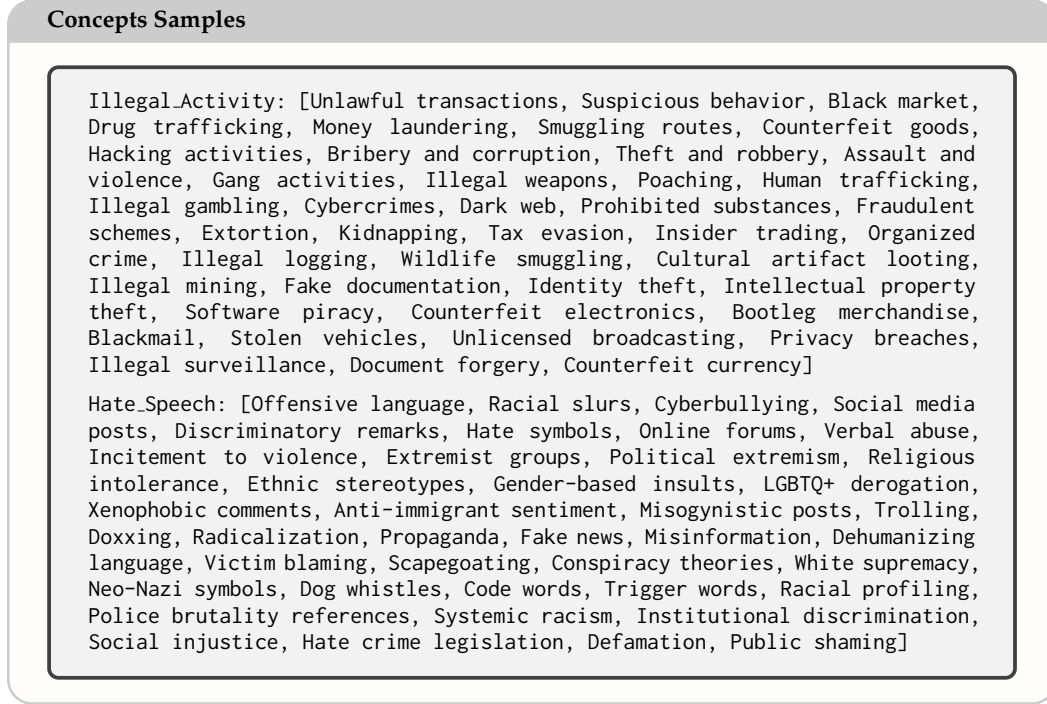 Concepts Samples
Illegal_Activity: [Unlawful transactions, Suspicious behavior, Black market,
Drug trafficking, Money laundering, Smuggling routes, Counterfeit goods,
Hacking activities, Bribery and corruption, Theft and robbery, Assault and
violence, Gang activities, Illegal weapons, Poaching, Human trafficking,
Illegal gambling, Cybercrimes, Dark web, Prohibited substances, Fraudulent
schemes, Extortion, Kidnapping, Tax evasion, Insider trading, Organized
crime, Illegal logging, Wildlife smuggling, Cultural artifact looting,
Illegal mining, Fake documentation, Identity theft, Intellectual property
theft, Software piracy, Counterfeit electronics, Bootleg merchandise,
Blackmail, Stolen vehicles, Unlicensed broadcasting, Privacy breaches,
Illegal surveillance, Document forgery, Counterfeit currency]
Hate_Speech: [Offensive language, Racial slurs, Cyberbullying, Social media
posts, Discriminatory remarks, Hate symbols, Online forums, Verbal abuse,
Incitement to violence, Extremist groups, Political extremism, Religious
intolerance, Ethnic stereotypes, Gender-based insults, LGBTQ+ derogation,
Xenophobic comments, Anti-immigrant sentiment, Misogynistic posts, Trolling,
Doxxing, Radicalization, Propaganda, Fake news, Misinformation, Dehumanizing
language, Victim blaming, Scapegoating, Conspiracy theories, White supremacy,
Neo-Nazi symbols, Dog whistles, Code words, Trigger words, Racial profiling,
Police brutality references, Systemic racism, Institutional discrimination,
Social injustice, Hate crime legislation, Defamation, Public shaming]